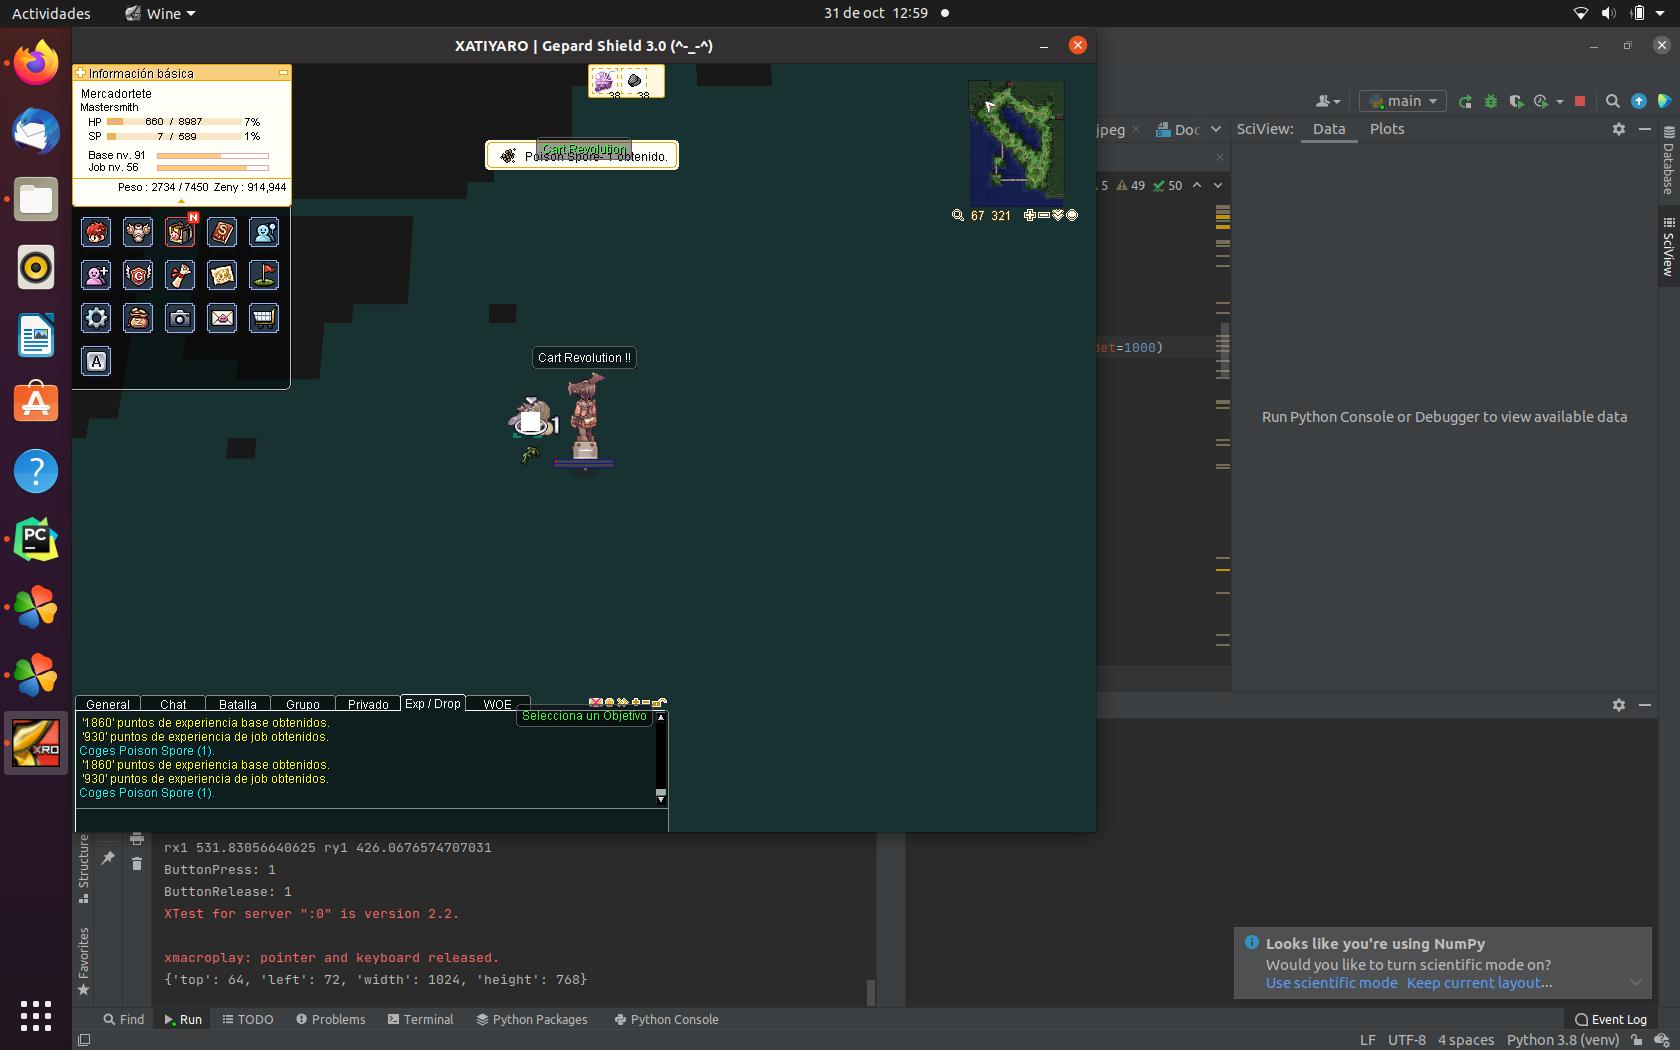 Actividades
Wine
31 de oct 12:59
XATIYARO | Gepard Shield 3.0 (^-_-^)
Información básica
Mercadortete
Mastersmith
HP 660 / 8987 7%
SP 7 / 589 1%
Base nv. 91
Job nv. 56
Peso : 2734 / 7450 Zeny : 914,944
N
A
38 38
Cart Revolution
Poison Spore- 1 obtenido.
67 321
Cart Revolution !!
1
General
Chat
Batalla
Grupo
Privado
Exp / Drop
WOE
Selecciona un Objetivo
'1860' puntos de experiencia base obtenidos.
'930' puntos de experiencia de job obtenidos.
Coges Poison Spore (1).
'1860' puntos de experiencia base obtenidos.
'930' puntos de experiencia de job obtenidos.
Coges Poison Spore (1).
main
jpeg
Doc
SciView:
Data
Plots
5 49 50
det=1000)
Run Python Console or Debugger to view available data
Database
SciView
PC
XRO
Structure
Favorites
rx1 531.83056640625 ry1 426.0676574707031
ButtonPress: 1
ButtonRelease: 1
XTest for server ":0" is version 2.2.
xmacroplay: pointer and keyboard released.
{'top': 64, 'left': 72, 'width': 1024, 'height': 768}
Looks like you're using NumPy
Would you like to turn scientific mode on?
Use scientific mode Keep current layout...
Find
Run
TODO
Problems
Terminal
Python Packages
Python Console
Event Log
LF UTF-8 4 spaces Python 3.8 (venv)